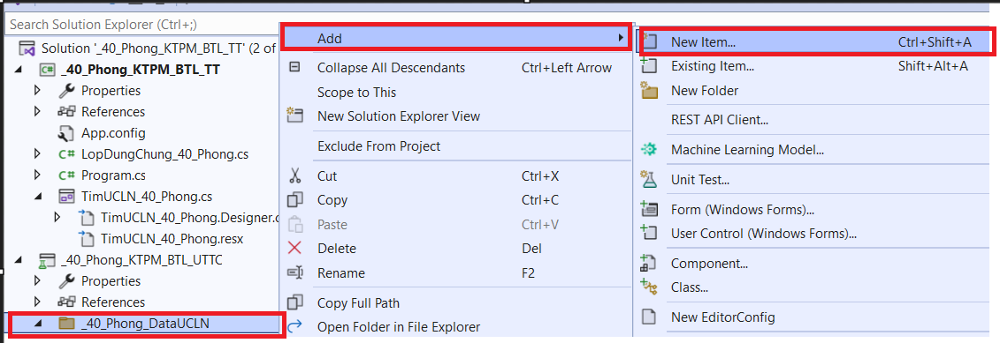 Search Solution Explorer (Ctrl+;)
Solution '_40_Phong_KTPM_BTL_TT' (2 of
_40_Phong_KTPM_BTL_TT
Properties
References
App.config
LopDungChung_40_Phong.cs
Program.cs
TimUCLN_40_Phong.cs
TimUCLN_40_Phong.Designer.c
TimUCLN_40_Phong.resx
_40_Phong_KTPM_BTL_UTTC
Properties
References
_40_Phong_DataUCLN
Add
Collapse All Descendants Ctrl+Left Arrow
Scope to This
New Solution Explorer View
Exclude From Project
Cut Ctrl+X
Copy Ctrl+C
Paste Ctrl+V
Delete Del
Rename F2
Copy Full Path
Open Folder in File Explorer
New Item... Ctrl+Shift+A
Existing Item... Shift+Alt+A
New Folder
REST API Client...
Machine Learning Model...
Unit Test...
Form (Windows Forms)...
User Control (Windows Forms)...
Component...
Class...
New EditorConfig